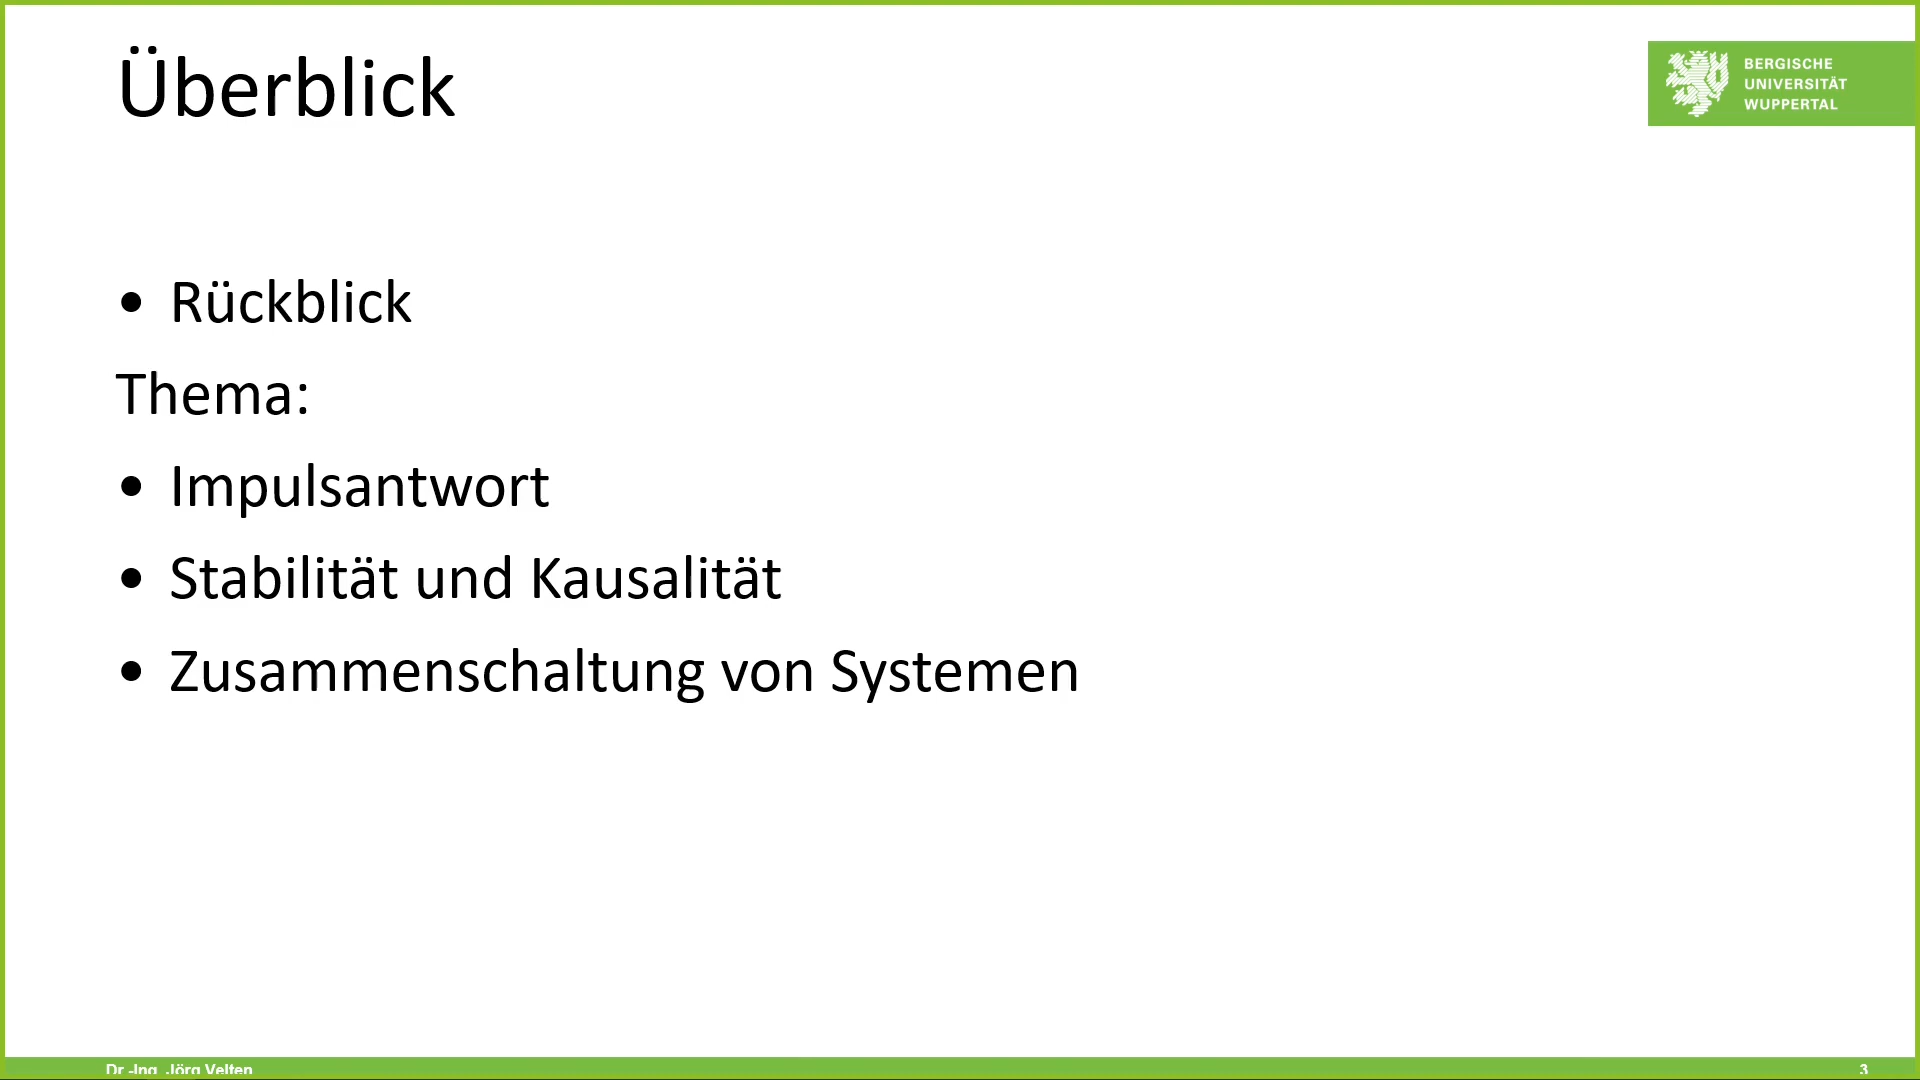 Überblick
BERGISCHE
UNIVERSITÄT
WUPPERTAL
• Rückblick
Thema:
• Impulsantwort
• Stabilität und Kausalität
• Zusammenschaltung von Systemen
Dr.-Ing. Jörg Velten
3